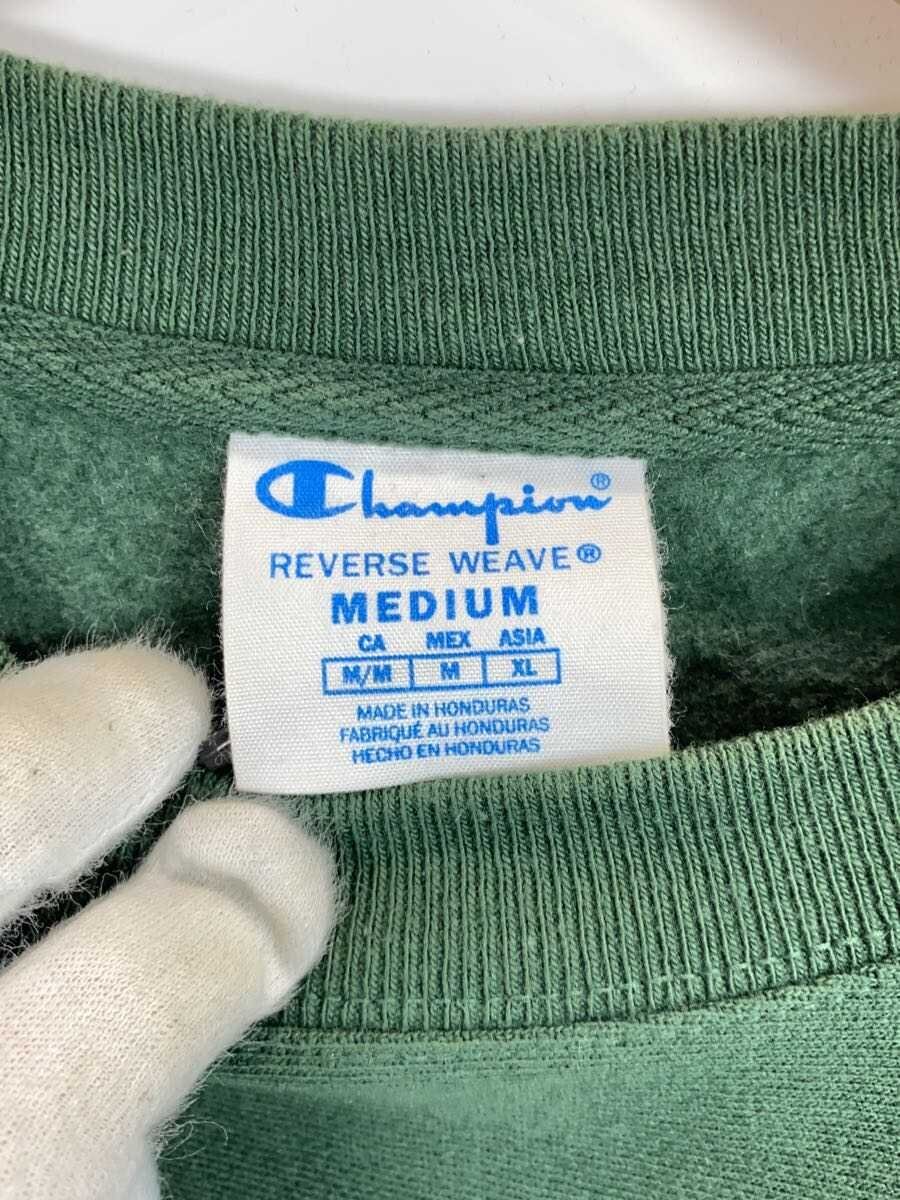 Champion®
REVERSE WEAVE®
MEDIUM
CA MEX ASIA
M/M M XL
MADE IN HONDURAS
FABRIQUÉ AU HONDURAS
HECHO EN HONDURAS